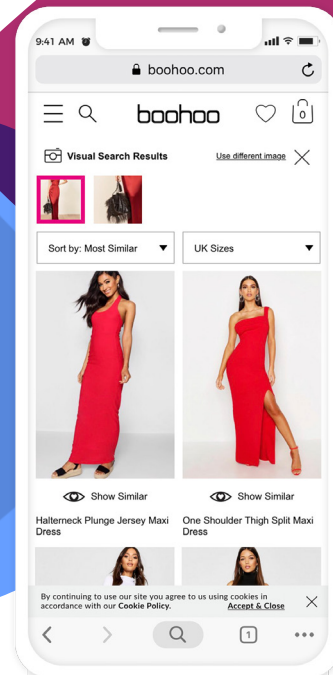 9:41 AM
boohoo.com
boohoo
0
Visual Search Results
Use different image
Sort by: Most Similar
UK Sizes
Show Similar
Show Similar
Halterneck Plunge Jersey Maxi
Dress
One Shoulder Thigh Split Maxi
Dress
By continuing to use our site you agree to us using cookies in
accordance with our Cookie Policy.
Accept & Close
1